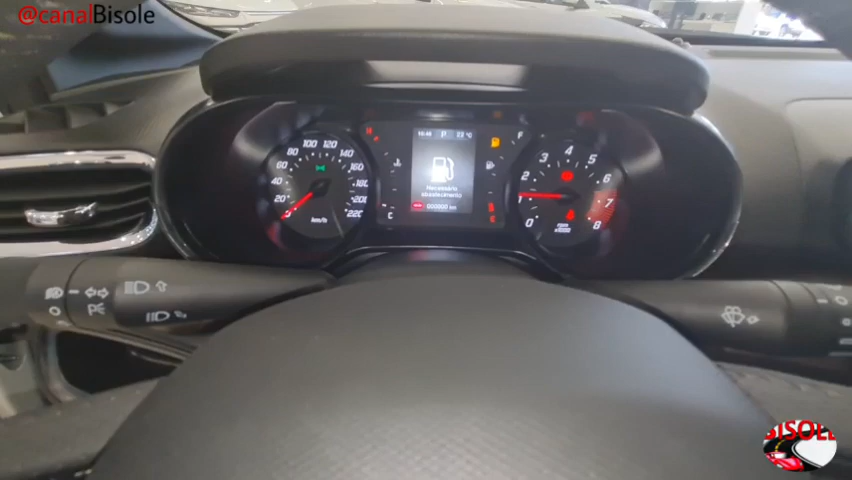 @canalBisole
100 120
80 140
60 160
40 180
20 200
0 220
km/h
H
C
P °C
Necessário
abastecimento
000000 km
F
E
4
3 5
2 6
1 7
0 8
BISOLE